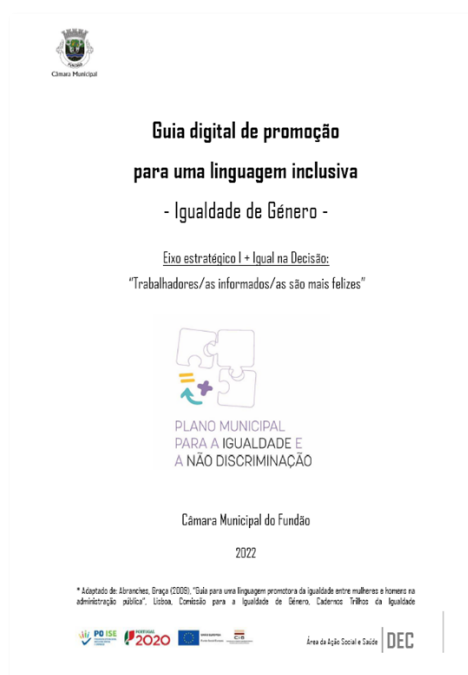 Câmara Municipal
Guia digital de promoção
para uma linguagem inclusiva
- Igualdade de Género -
Eixo estratégico I + Igual na Decisão:
“Trabalhadores/as informados/as são mais felizes”
PLANO MUNICIPAL
PARA A IGUALDADE E
A NÃO DISCRIMINAÇÃO
Câmara Municipal do Fundão
2022
* Adaptado de: Abranches, Graça (2009), “Guia para uma linguagem promotora da igualdade entre mulheres e homens na
administração pública”, Lisboa, Comissão para a Igualdade de Género, Cadernos Trilhos da Igualdade
PO ISE
PORTUGAL
2020
Área da Ação Social e Saúde
DEC